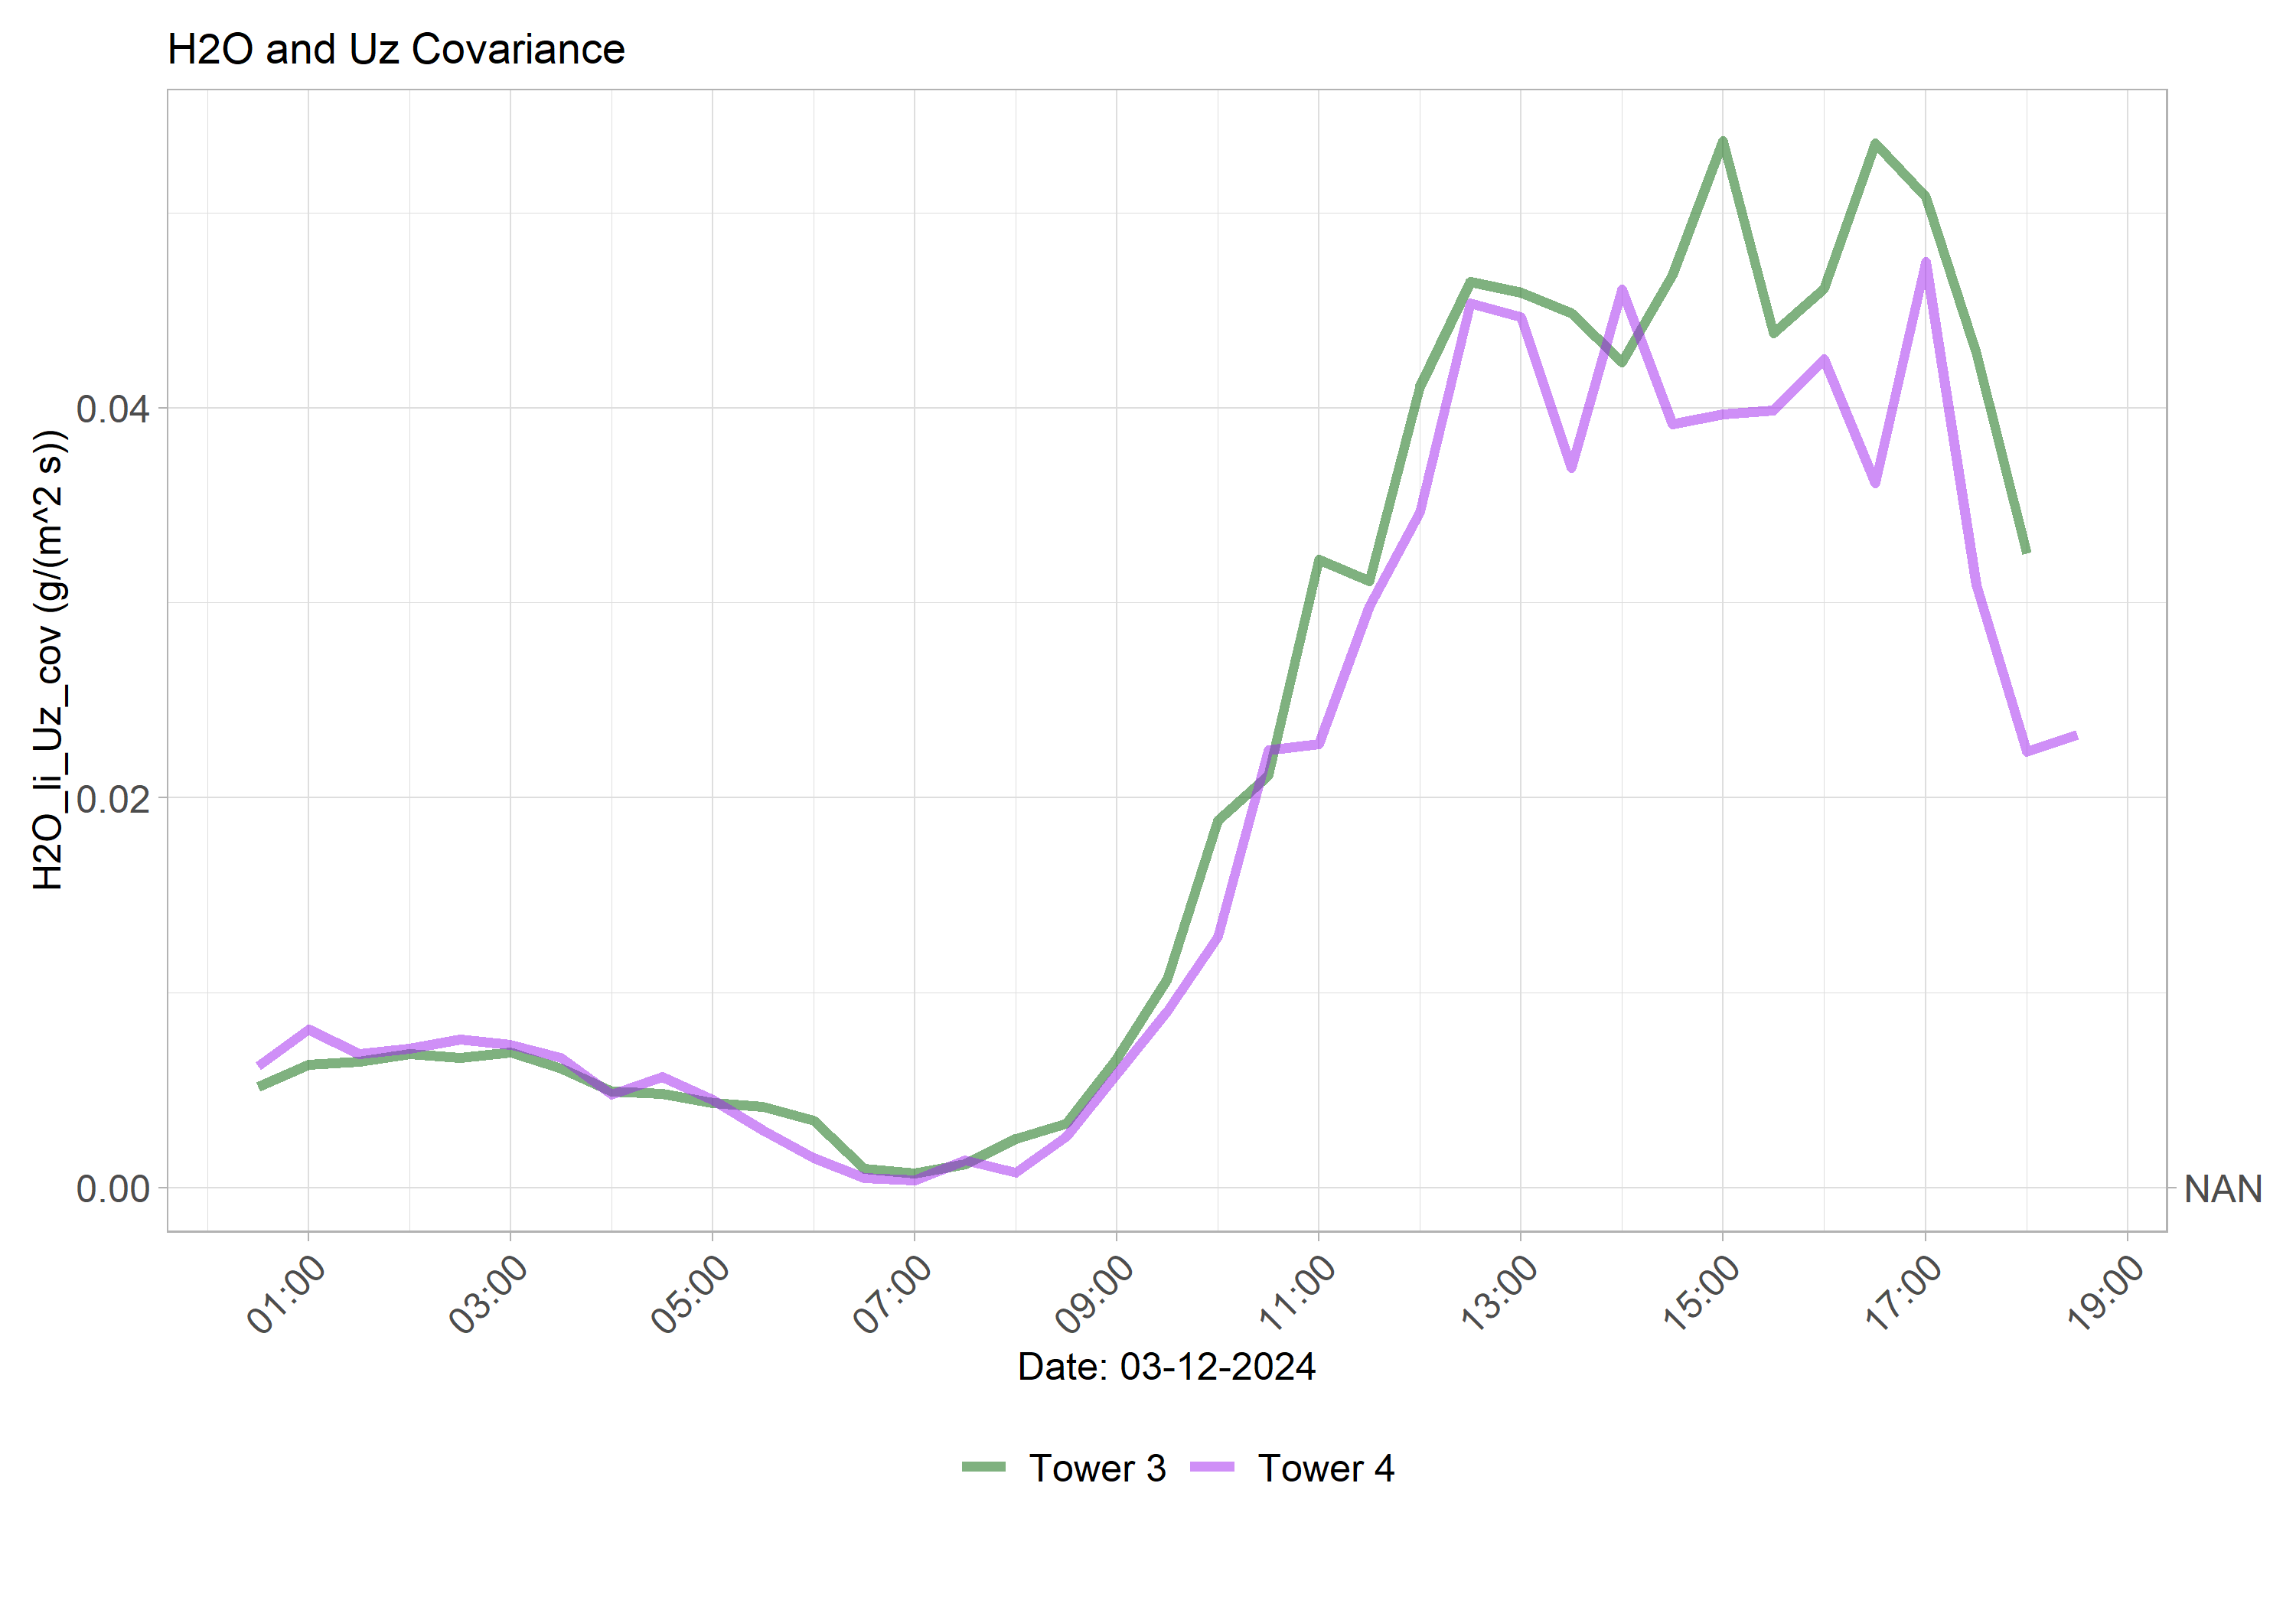 H2O and Uz Covariance
H2O_li_Uz_cov (g/(m^2 s))
0.04
0.02
0.00
NAN
01:00
03:00
05:00
07:00
09:00
11:00
13:00
15:00
17:00
19:00
Date: 03-12-2024
Tower 3
Tower 4